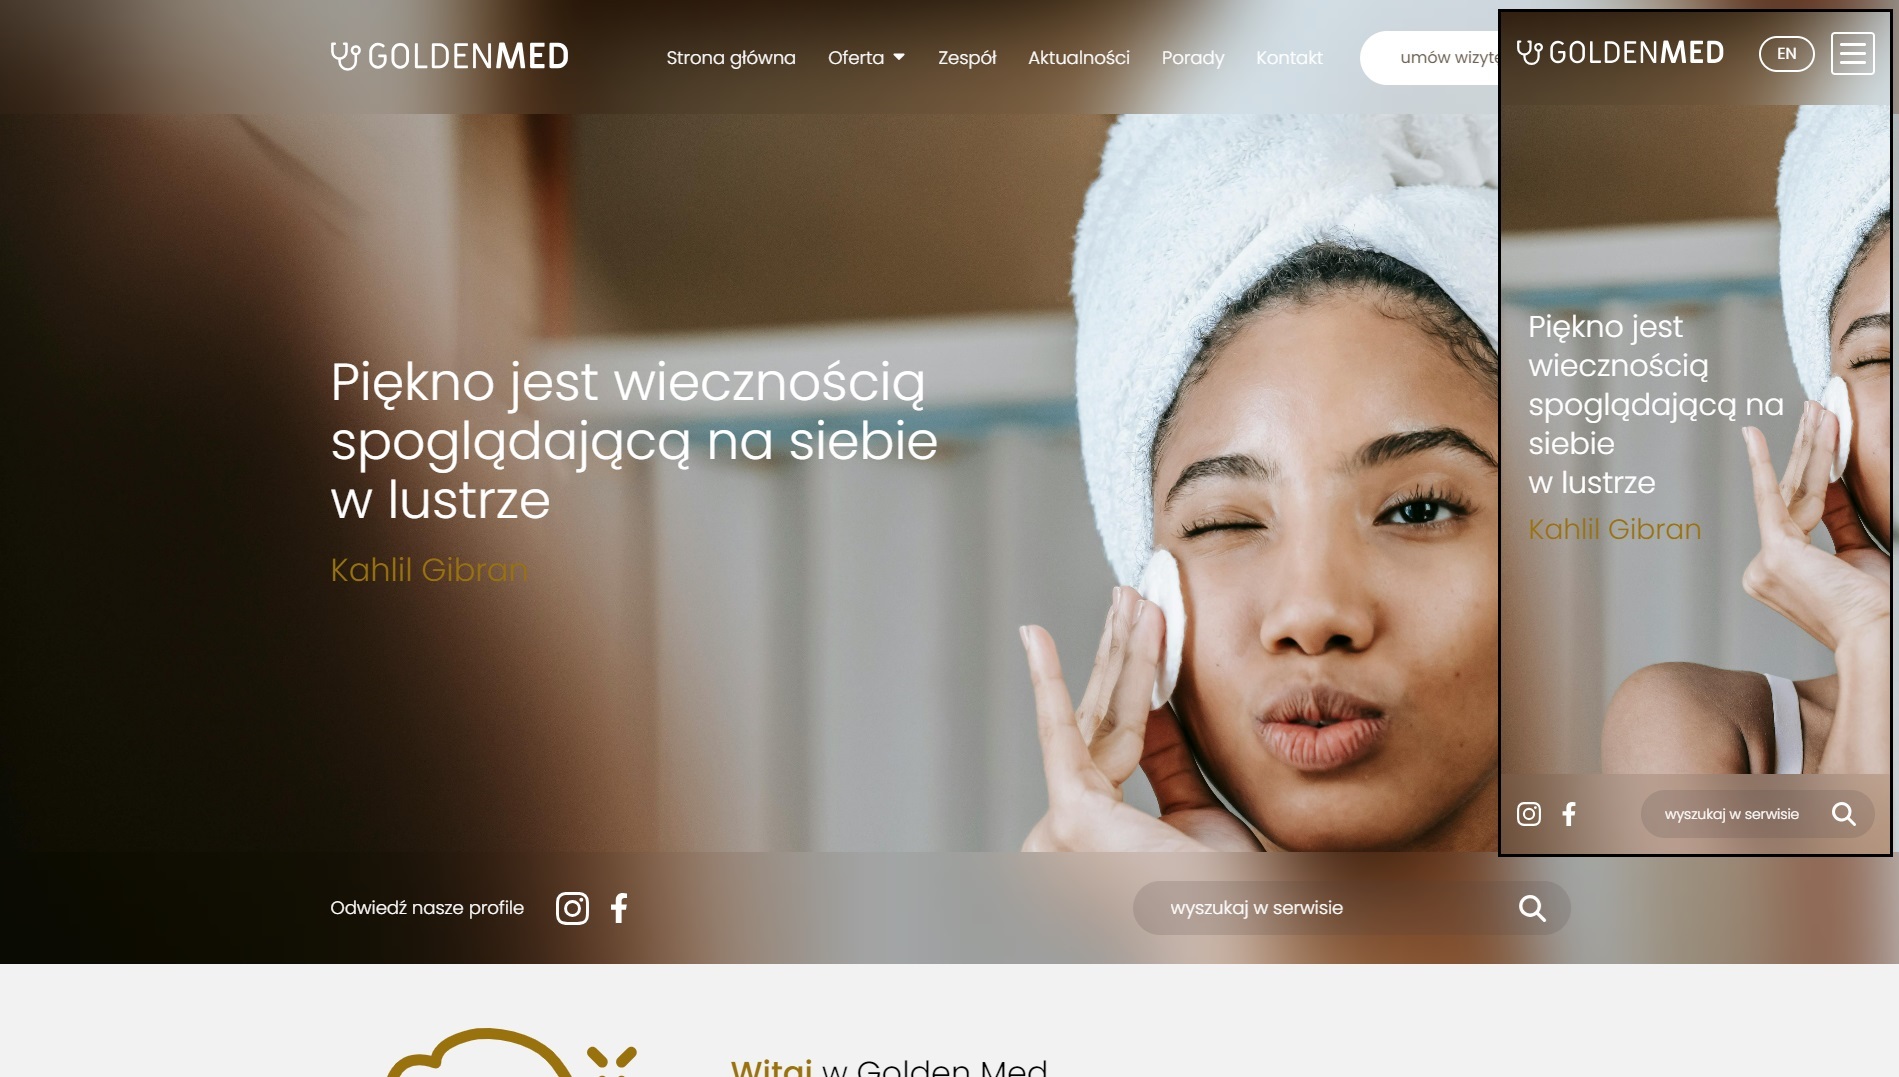 GOLDENMED
Strona główna Oferta Zespół Aktualności Porady Kontakt umów wizytę
Piękno jest wiecznością
spoglądającą na siebie
w lustrze
Kahlil Gibran
Odwiedź nasze profile wyszukaj w serwisie
Witaj w Golden Med
GOLDENMED EN
Piękno jest
wiecznością
spoglądającą na
siebie
w lustrze
Kahlil Gibran
wyszukaj w serwisie